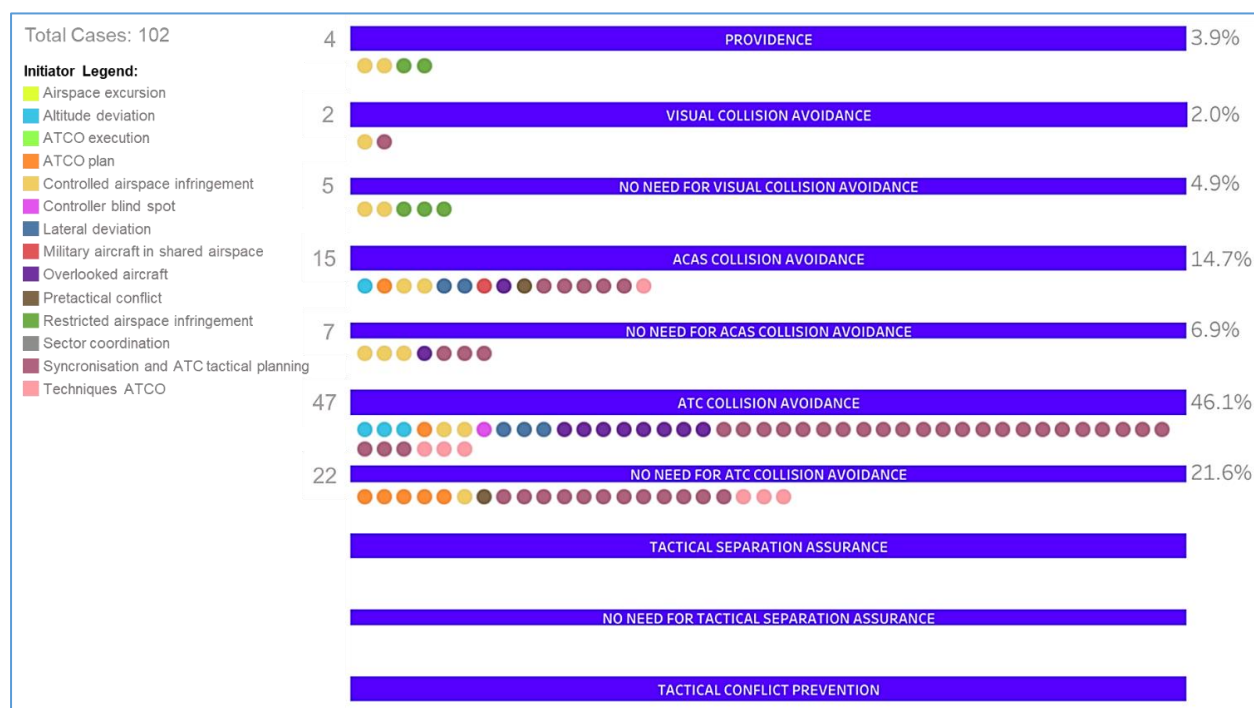 Total Cases: 102
Initiator Legend:
Airspace excursion
Altitude deviation
ATCO execution
ATCO plan
Controlled airspace infringement
Controller blind spot
Lateral deviation
Military aircraft in shared airspace
Overlooked aircraft
Pretactical conflict
Restricted airspace infringement
Sector coordination
Syncronisation and ATC tactical planning
Techniques ATCO
4 PROVIDENCE 3.9%
2 VISUAL COLLISION AVOIDANCE 2.0%
5 NO NEED FOR VISUAL COLLISION AVOIDANCE 4.9%
15 ACAS COLLISION AVOIDANCE 14.7%
7 NO NEED FOR ACAS COLLISION AVOIDANCE 6.9%
47 ATC COLLISION AVOIDANCE 46.1%
22 NO NEED FOR ATC COLLISION AVOIDANCE 21.6%
TACTICAL SEPARATION ASSURANCE
NO NEED FOR TACTICAL SEPARATION ASSURANCE
TACTICAL CONFLICT PREVENTION